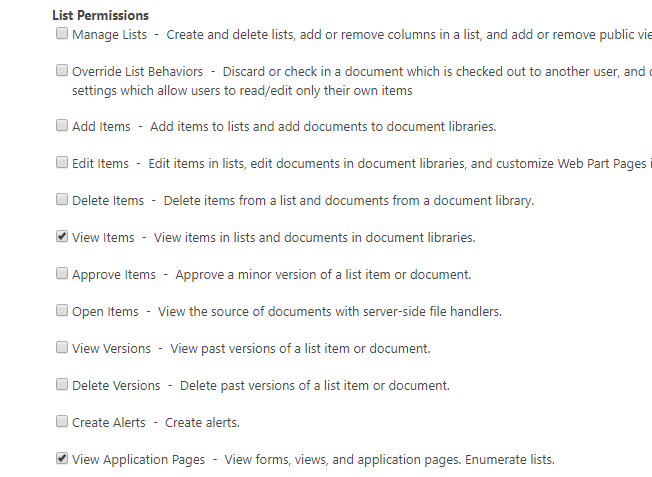 List Permissions
Manage Lists - Create and delete lists, add or remove columns in a list, and add or remove public
Override List Behaviors - Discard or check in a document which is checked out to another user, and
settings which allow users to read/edit only their own items
Add Items - Add items to lists and add documents to document libraries.
Edit Items - Edit items in lists, edit documents in document libraries, and customize Web Part Pages
Delete Items - Delete items from a list and documents from a document library.
View Items - View items in lists and documents in document libraries.
Approve Items - Approve a minor version of a list item or document.
Open Items - View the source of documents with server-side file handlers.
View Versions - View past versions of a list item or document.
Delete Versions - Delete past versions of a list item or document.
Create Alerts - Create alerts.
View Application Pages - View forms, views, and application pages. Enumerate lists.